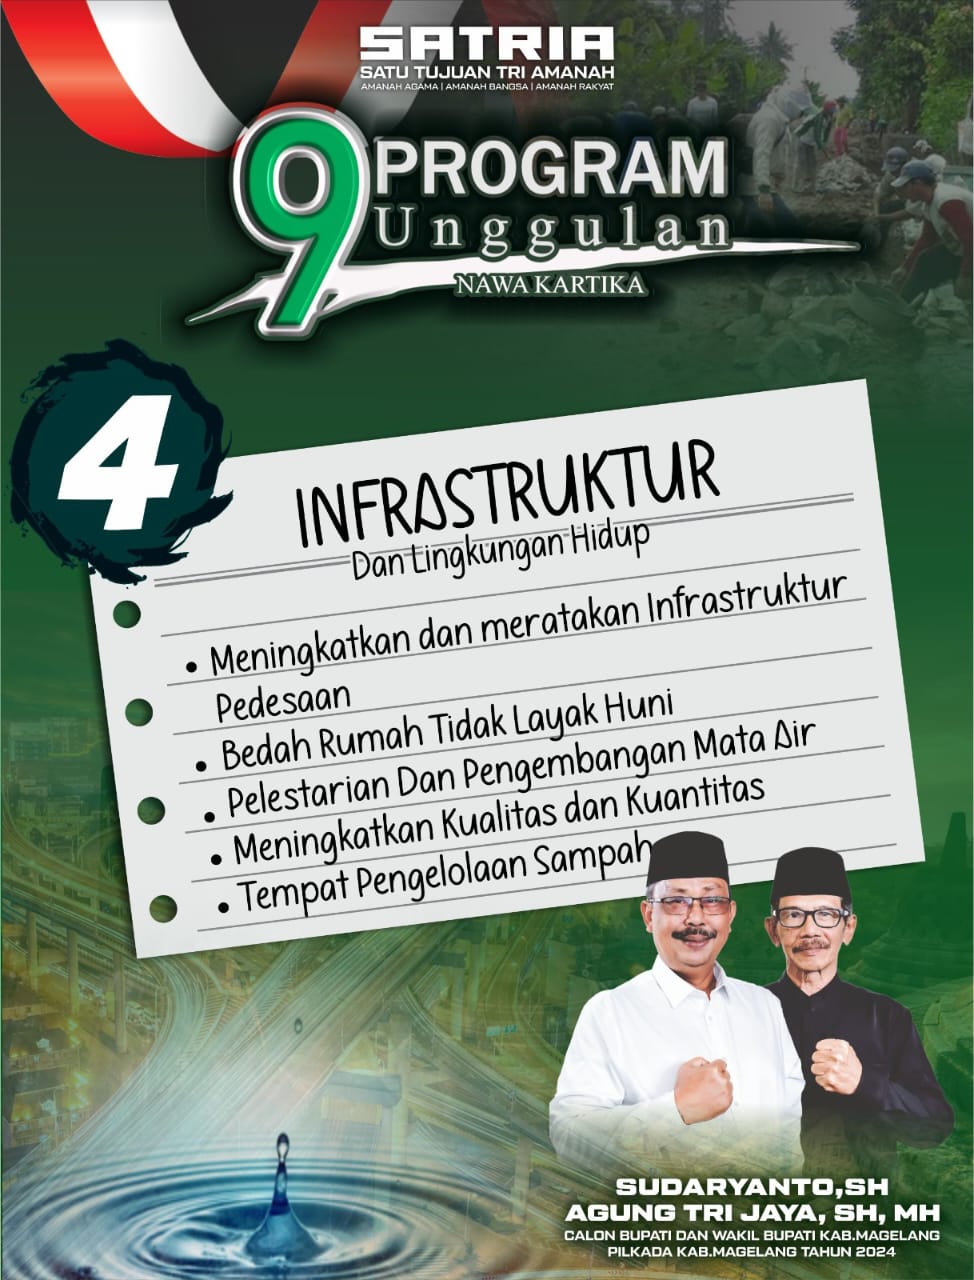 SATRIA
SATU TUJUAN TRI AMANAH
AMANAH AGAMA | AMANAH BANGSA | AMANAH RAKYAT
9 PROGRAM
Unggulan
NAWA KARTIKA
4
INFRASTRUKTUR
Dan Lingkungan Hidup
• Meningkatkan dan meratakan Infrastruktur
Pedesaan
• Bedah Rumah Tidak Layak Huni
• Pelestarian Dan Pengembangan Mata Air
• Meningkatkan Kualitas dan Kuantitas
• Tempat Pengelolaan Sampah
SUDARYANTO,SH
AGUNG TRI JAYA, SH, MH
CALON BUPATI DAN WAKIL BUPATI KAB.MAGELANG
PILKADA KAB.MAGELANG TAHUN 2024